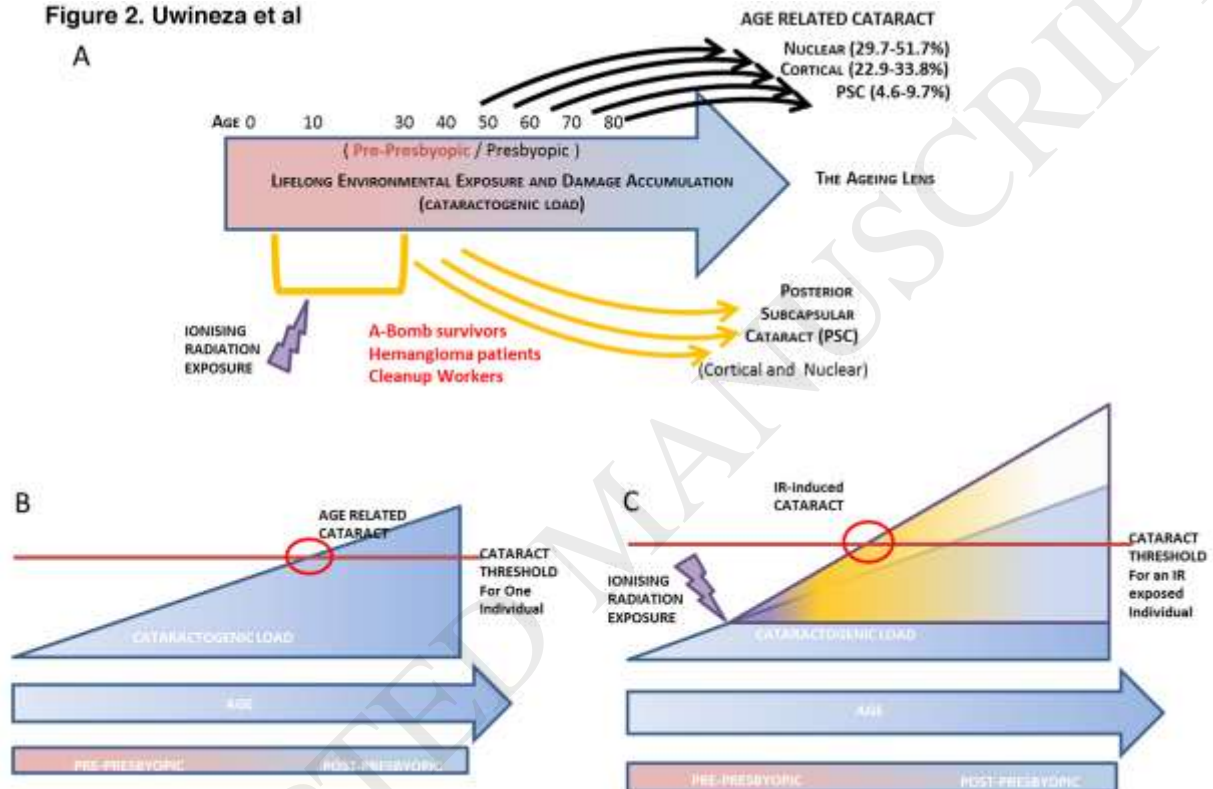 Figure 2. Uwineza et al
A
AGE RELATED CATARACT
NUCLEAR (29.7-51.7%)
CORTICAL (22.9-33.8%)
PSC (4.6-9.7%)
AGE 0 10 30 40 50 60 70 80
( Pre-Presbyopic / Presbyopic )
LIFELONG ENVIRONMENTAL EXPOSURE AND DAMAGE ACCUMULATION
(CATARACTOGENIC LOAD)
THE AGEING LENS
IONISING
RADIATION
EXPOSURE
A-Bomb survivors
Hemangioma patients
Cleanup Workers
POSTERIOR
SUBCAPSULAR
CATARACT (PSC)
(Cortical and Nuclear)
B
AGE RELATED
CATARACT
CATARACT
THRESHOLD
For One
Individual
CATARACTOGENIC LOAD
AGE
PRE-PRESBYOPIC POST-PRESBYOPIC
C
IR-induced
CATARACT
IONISING
RADIATION
EXPOSURE
CATARACT
THRESHOLD
For an IR
exposed
Individual
CATARACTOGENIC LOAD
AGE
PRE-PRESBYOPIC POST-PRESBYOPIC
TED MANUSCRIPT